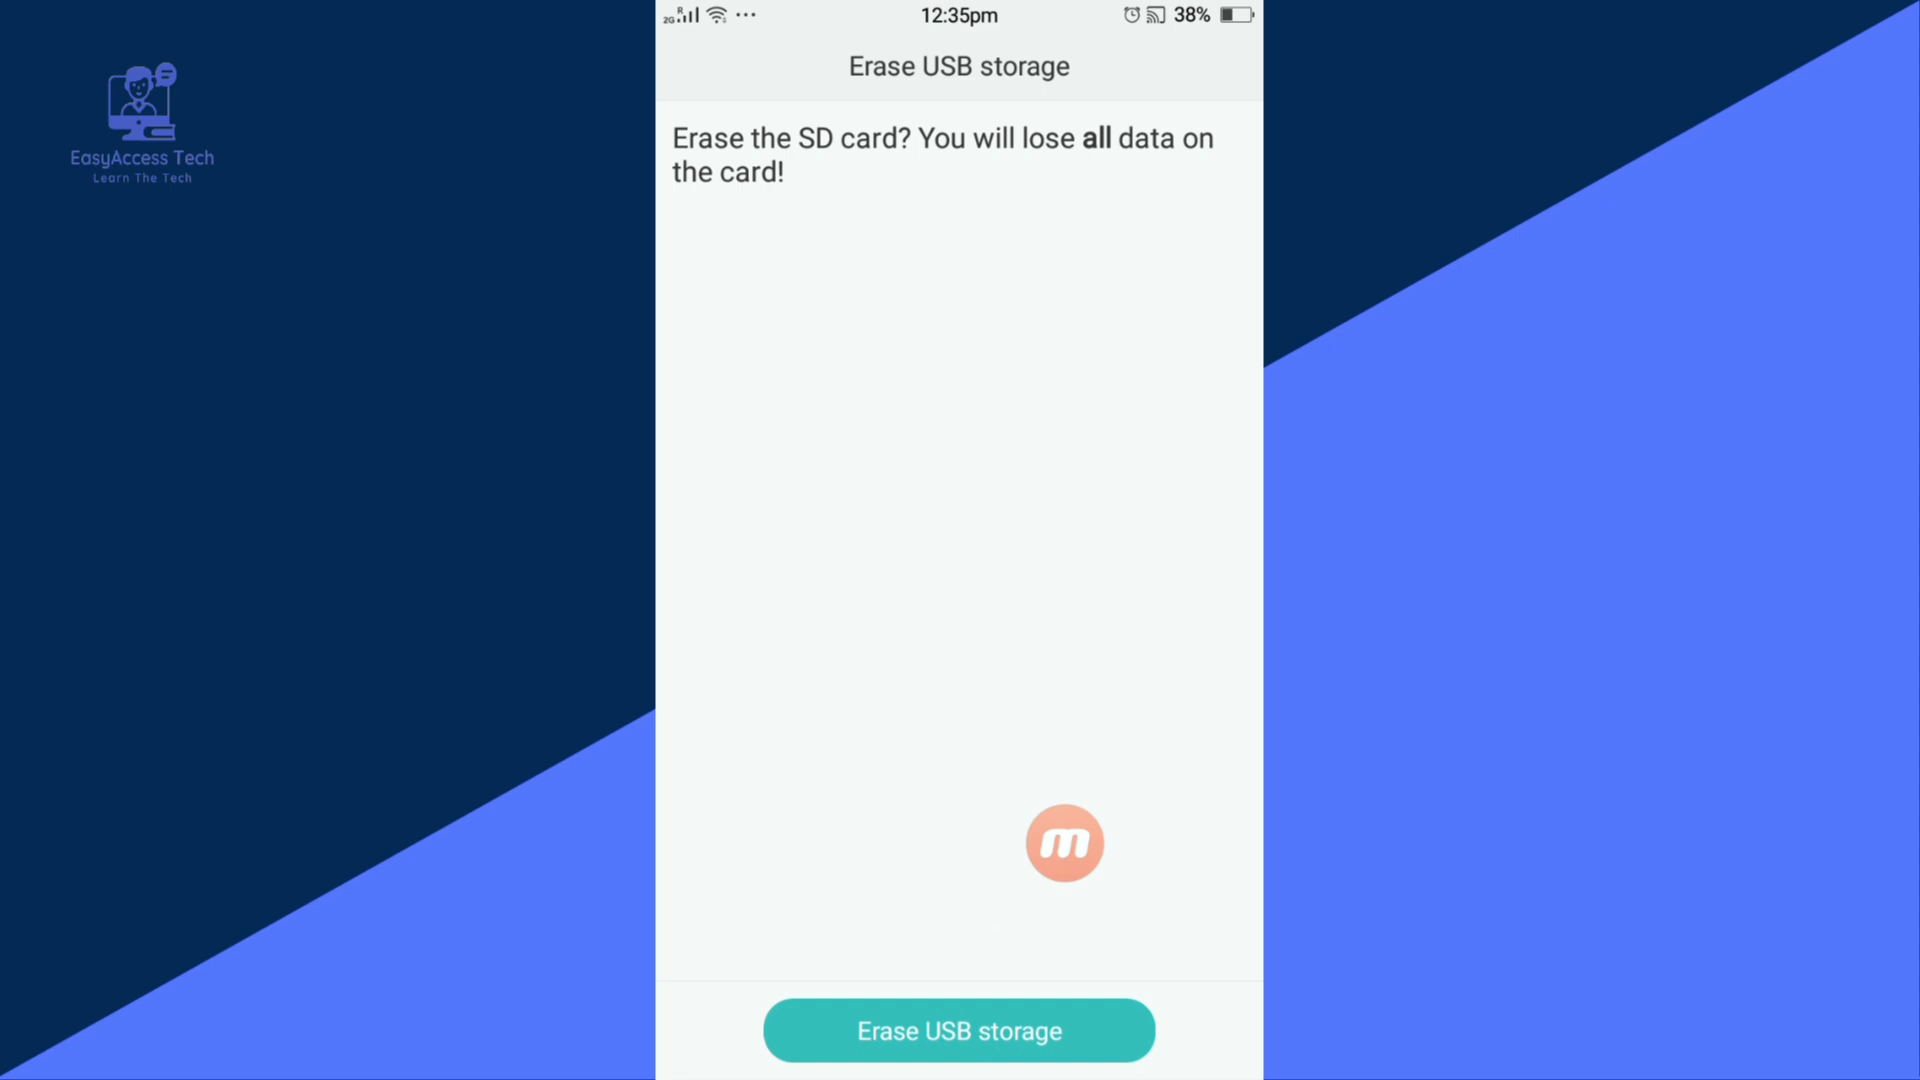 2G R
12:35pm
38%
EasyAccess Tech
Learn The Tech
Erase USB storage
Erase the SD card? You will lose all data on
the card!
m
Erase USB storage